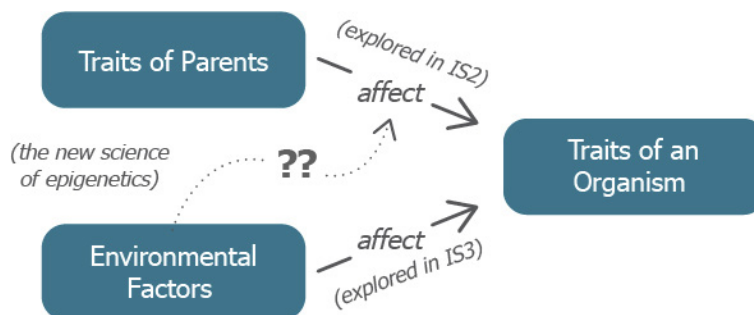 Traits of Parents
(explored in IS2)
affect
(the new science
of epigenetics)
??
Traits of an
Organism
Environmental
Factors
affect
(explored in IS3)